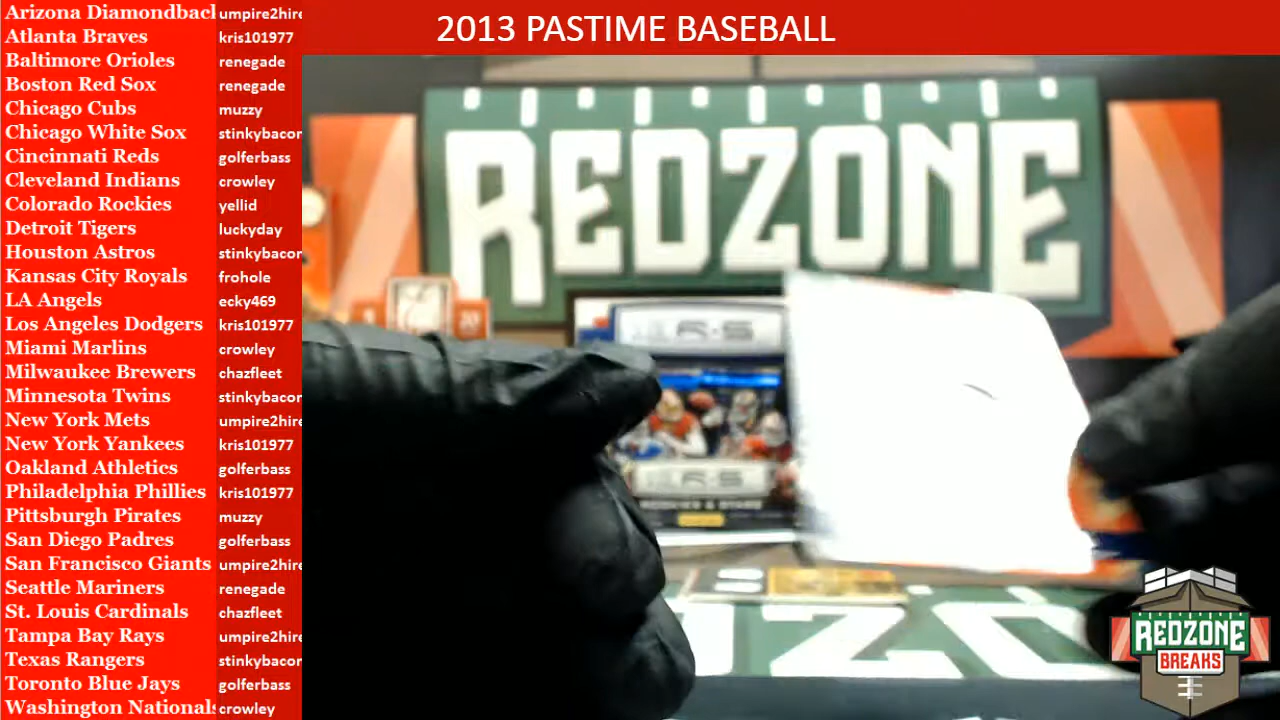 2013 PASTIME BASEBALL
Arizona Diamondbacl umpire2hire
Atlanta Braves kris101977
Baltimore Orioles renegade
Boston Red Sox renegade
Chicago Cubs muzzy
Chicago White Sox stinkybacor
Cincinnati Reds golferbass
Cleveland Indians crowley
Colorado Rockies yellid
Detroit Tigers luckyday
Houston Astros stinkybacor
Kansas City Royals frohole
LA Angels ecky469
Los Angeles Dodgers kris101977
Miami Marlins crowley
Milwaukee Brewers chazfleet
Minnesota Twins stinkybacor
New York Mets umpire2hire
New York Yankees kris101977
Oakland Athletics golferbass
Philadelphia Phillies kris101977
Pittsburgh Pirates muzzy
San Diego Padres golferbass
San Francisco Giants umpire2hire
Seattle Mariners renegade
St. Louis Cardinals chazfleet
Tampa Bay Rays umpire2hire
Texas Rangers stinkybacor
Toronto Blue Jays golferbass
Washington Nationals crowley
REDZONE
R&S
R&S
REDZONE
BREAKS